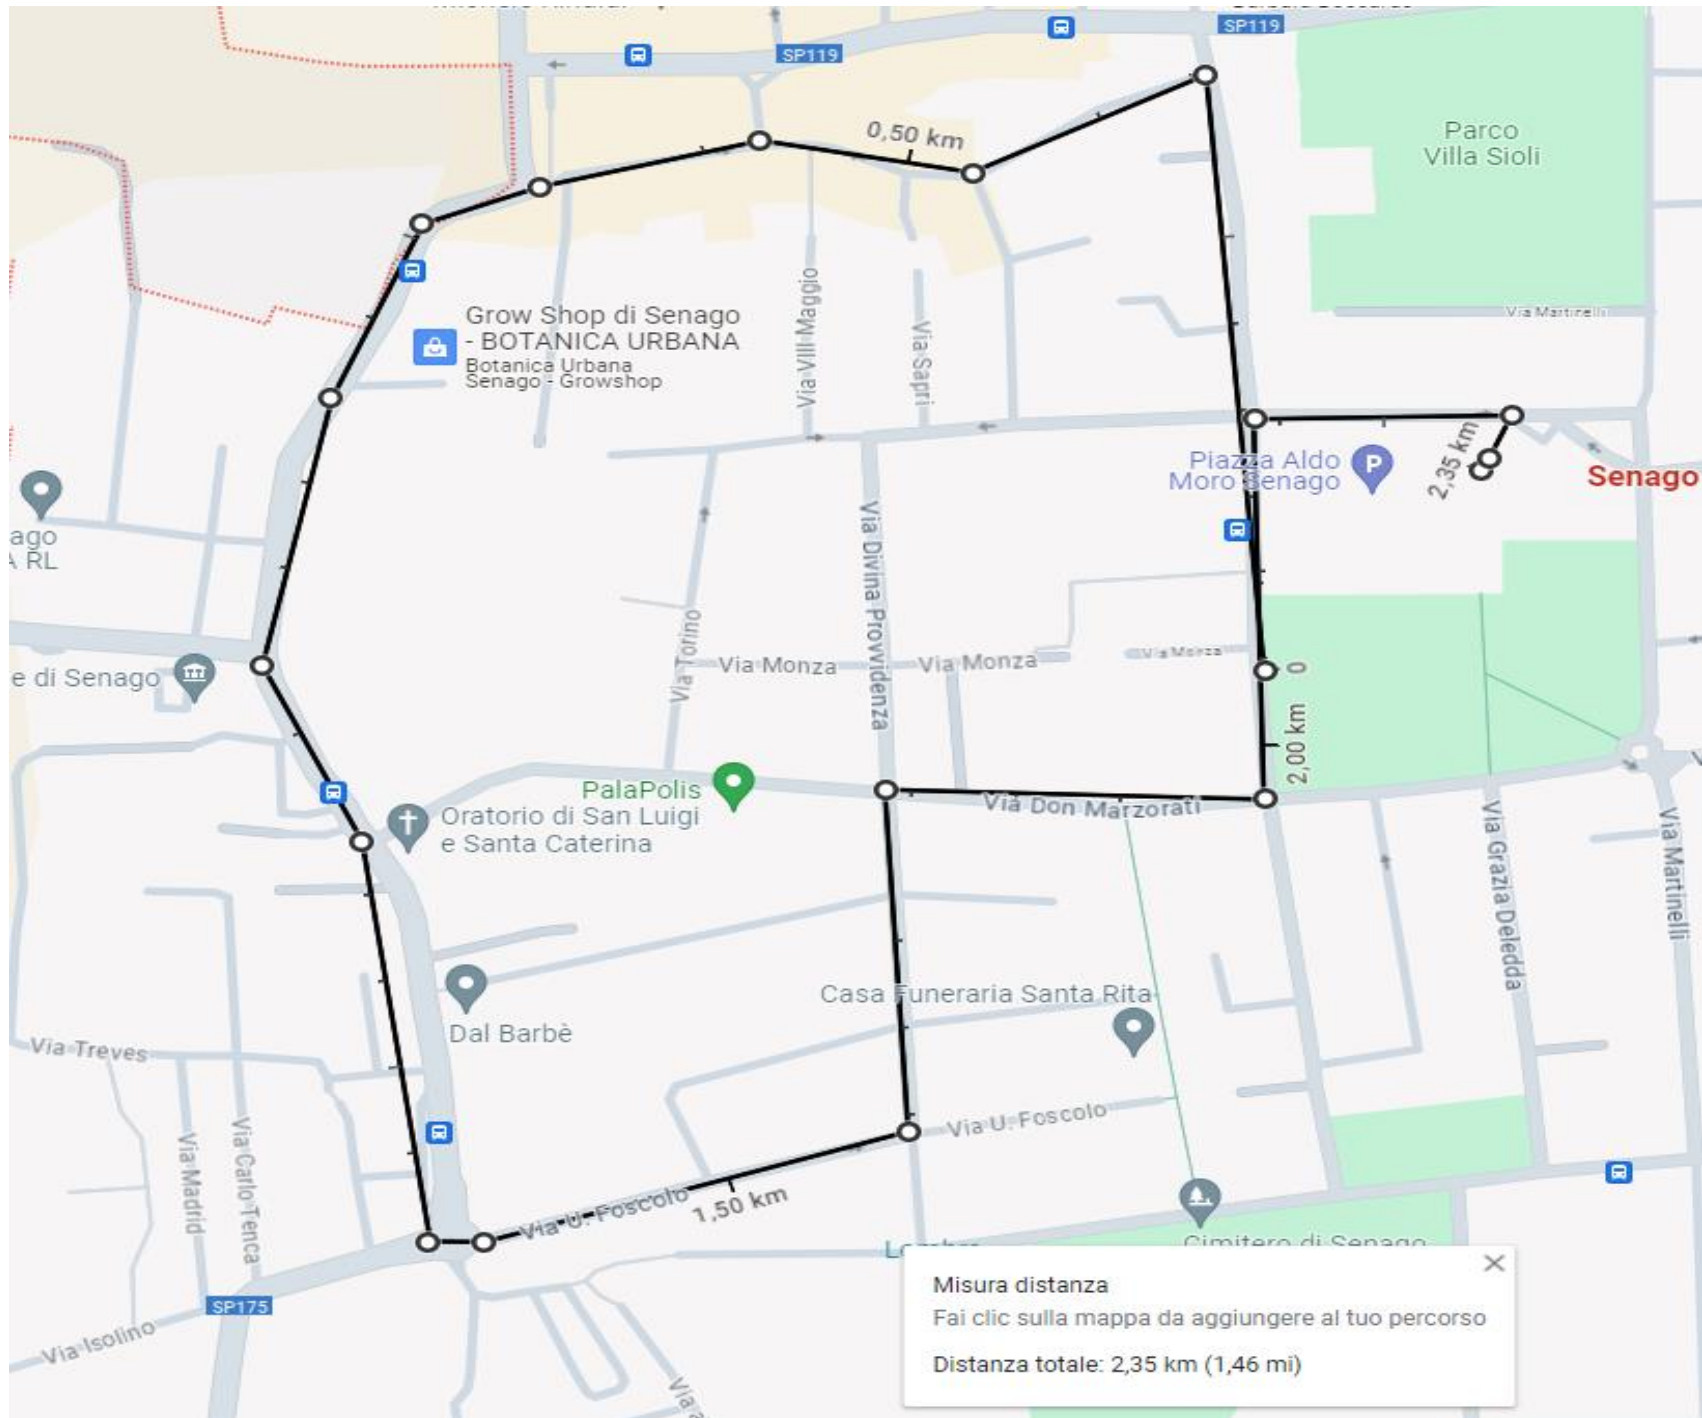 SP119
SP119
0,50 km
Parco
Villa Sioli
Via Martinelli
Grow Shop di Senago
- BOTANICA URBANA
Botanica Urbana
Senago - Growshop
Via VIII Maggio
Via Sapri
Piazza Aldo
Moro Senago
P
2,35 km
Senago
ago
A RL
Via Divina Provvidenza
Via Torino
Via Monza
Via Monza
Via Monza
0
e di Senago
2,00 km
PalaPolis
Oratorio di San Luigi
e Santa Caterina
Via Don Marzorati
Via Grazia Deledda
Via Martinelli
Casa Funeraria Santa Rita
Dal Barbè
Via Treves
Via U. Foscolo
Via Madrid
Via Carlo Tenca
Via U. Foscolo
1,50 km
Cimitero di Senago
SP175
Via Isolino
Misura distanza
Fai clic sulla mappa da aggiungere al tuo percorso
Distanza totale: 2,35 km (1,46 mi)